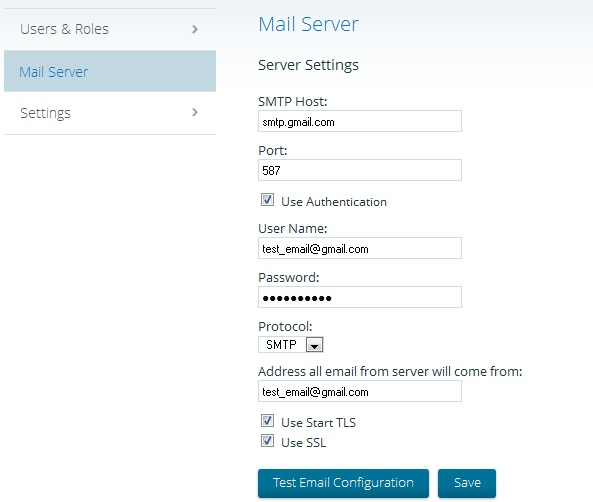 Users & Roles
Mail Server
Settings
Mail Server
Server Settings
SMTP Host:
smtp.gmail.com
Port:
587
Use Authentication
User Name:
test_email@gmail.com
Password:
●●●●●●●●●●
Protocol:
SMTP
Address all email from server will come from:
test_email@gmail.com
Use Start TLS
Use SSL
Test Email Configuration Save